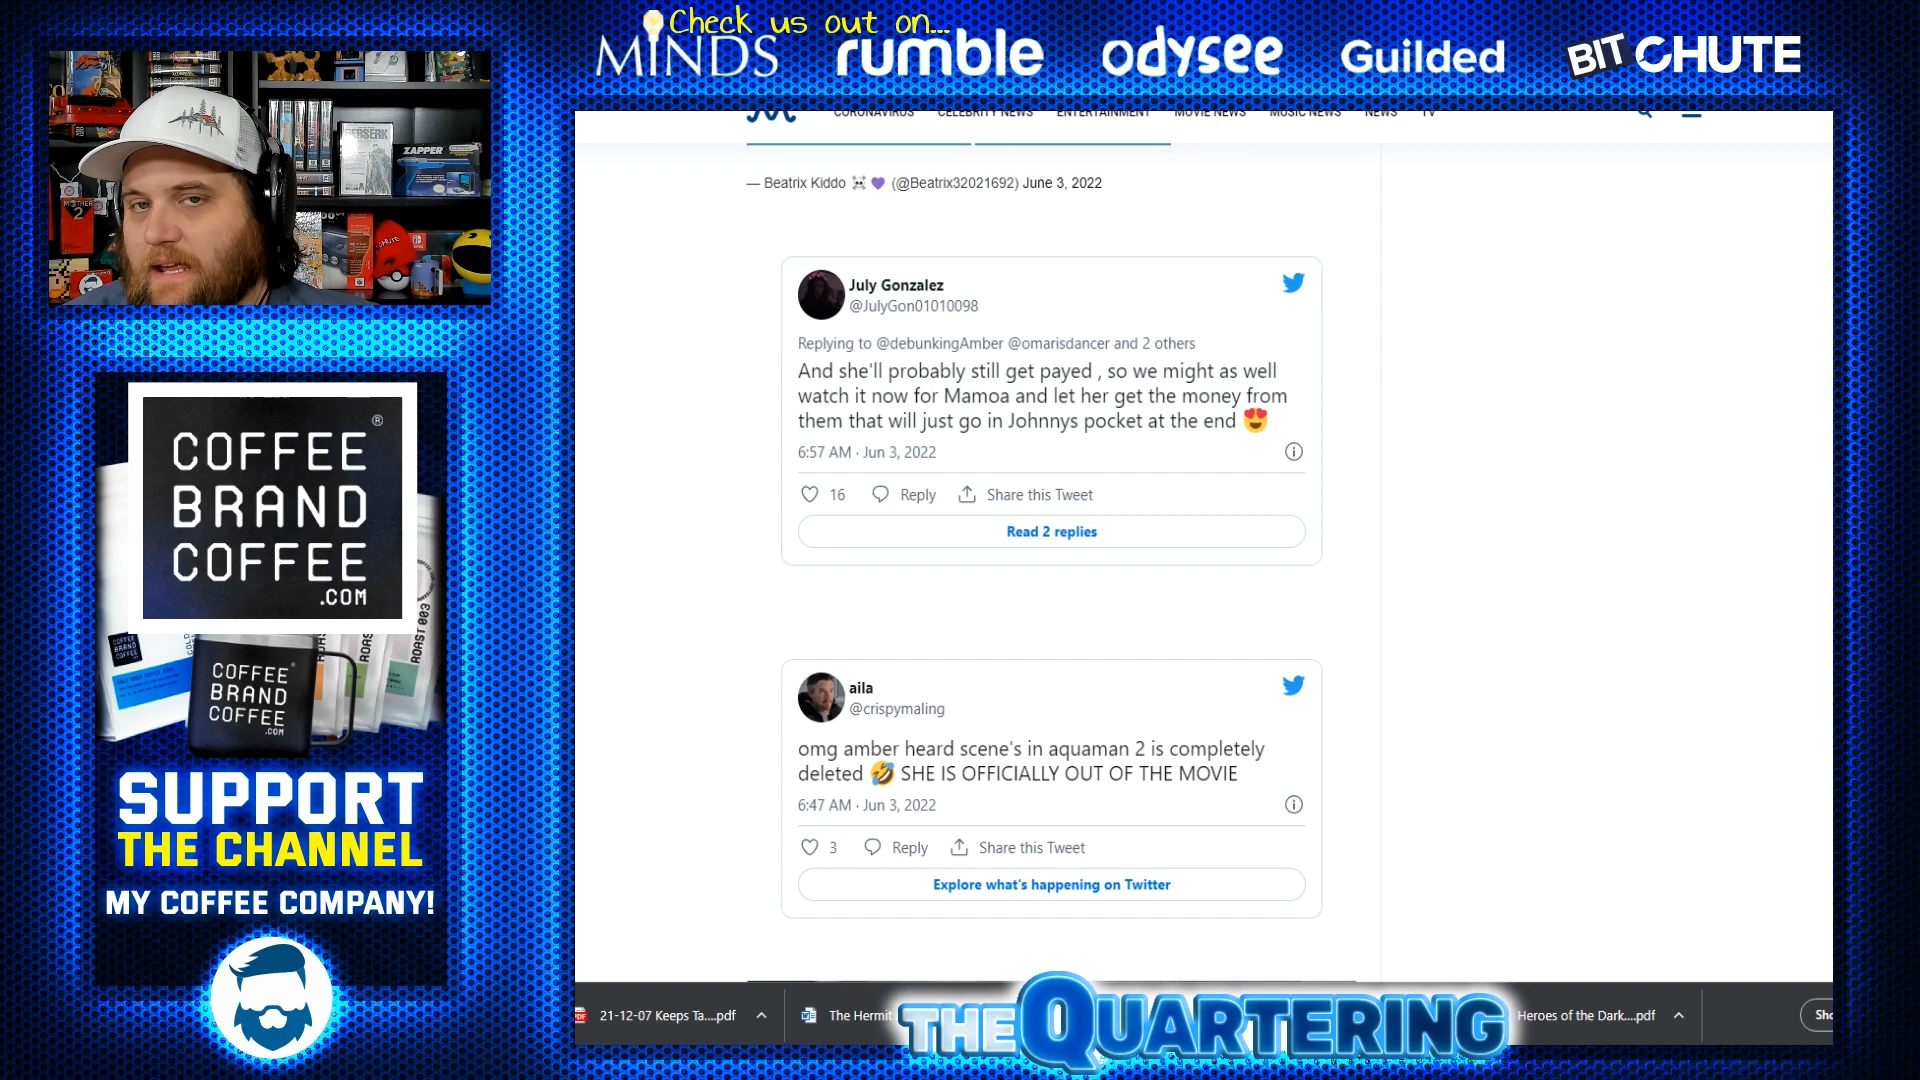 Check us out on...
MINDS rumble odysee Guilded BITCHUTE
CORONAVIRUS CELEBRITY NEWS ENTERTAINMENT MOVIE NEWS MUSIC NEWS NEWS TV
— Beatrix Kiddo ☠️💜 (@Beatrix32021692) June 3, 2022
July Gonzalez
@JulyGon01010098
Replying to @debunkingAmber @omarisdancer and 2 others
And she'll probably still get payed , so we might as well
watch it now for Mamoa and let her get the money from
them that will just go in Johnnys pocket at the end 😍
6:57 AM · Jun 3, 2022
16 Reply Share this Tweet
Read 2 replies
aila
@crispymaling
omg amber heard scene's in aquaman 2 is completely
deleted 🤣 SHE IS OFFICIALLY OUT OF THE MOVIE
6:47 AM · Jun 3, 2022
3 Reply Share this Tweet
Explore what's happening on Twitter
BERSERK
ZAPPER
MOTHER
2
COFFEE ®
BRAND
COFFEE
.COM
COFFEE
BRAND
COFFEE
.COM
ROAST 003
SUPPORT
THE CHANNEL
MY COFFEE COMPANY!
21-12-07 Keeps Ta....pdf The Hermit Heroes of the Dark....pdf
THE QUARTERING